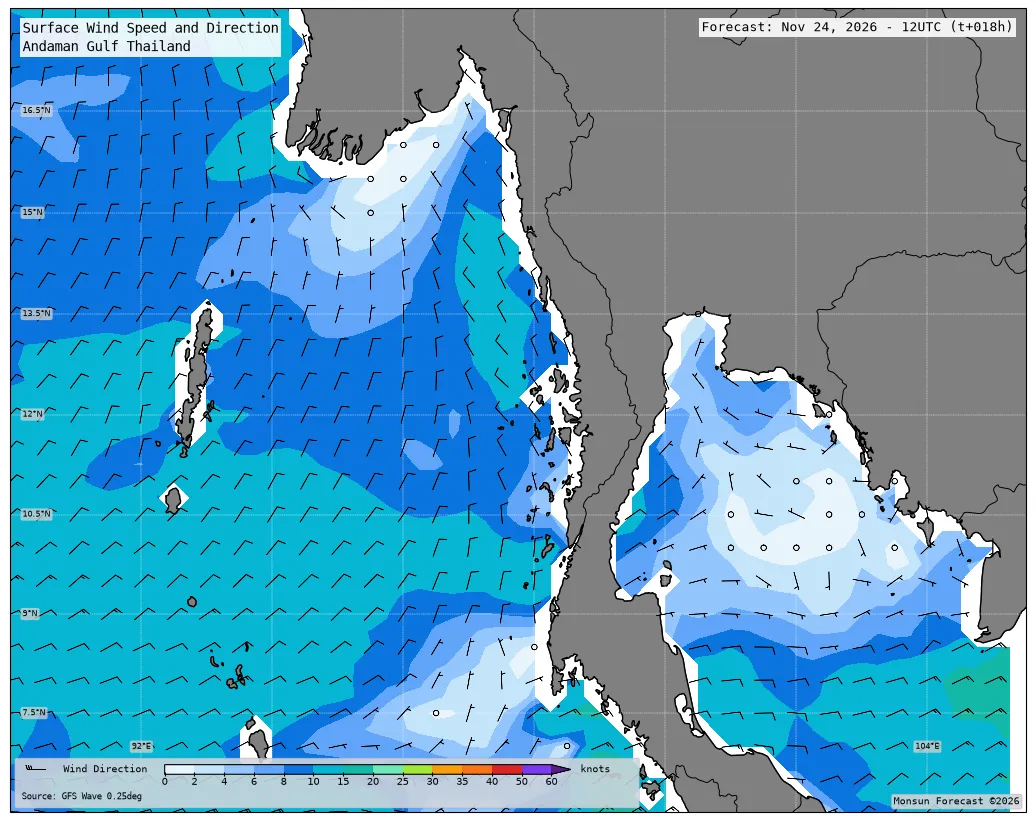 Surface Wind Speed and Direction
Andaman Gulf Thailand
Forecast: Nov 24, 2026 - 12UTC (t+018h)
16.5°N
15°N
13.5°N
12°N
10.5°N
9°N
7.5°N
92°E
104°E
Wind Direction
0 2 4 6 8 10 15 20 25 30 35 40 50 60
knots
Source: GFS Wave 0.25deg
Monsun Forecast ©2026